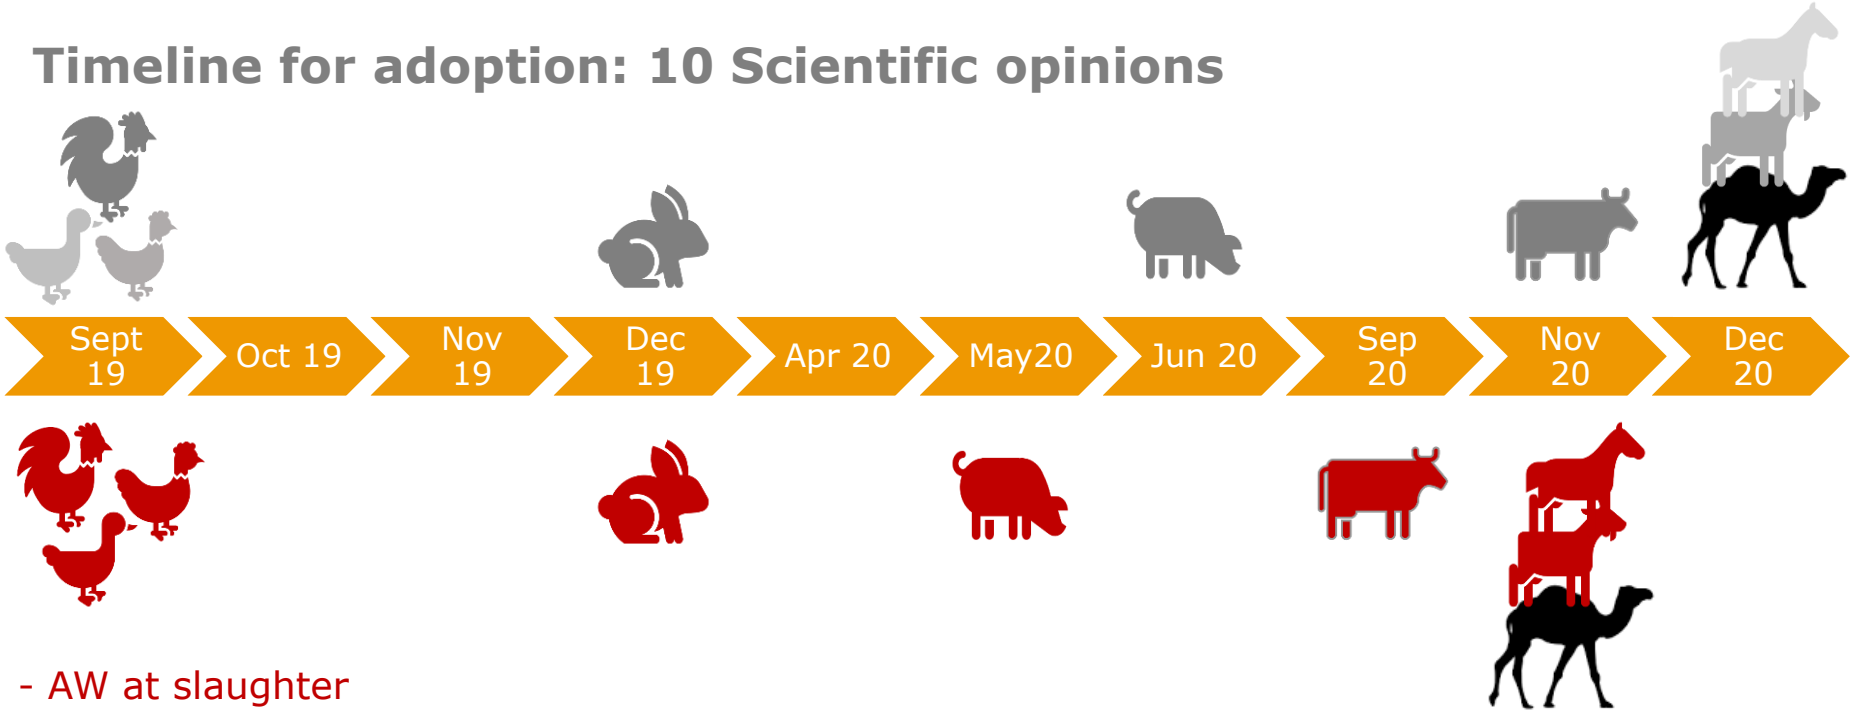 Timeline for adoption: 10 Scientific opinions
Sept
19
Oct 19
Nov
19
Dec
19
Apr 20
May20
Jun 20
Sep
20
Nov
20
Dec
20
- AW at slaughter